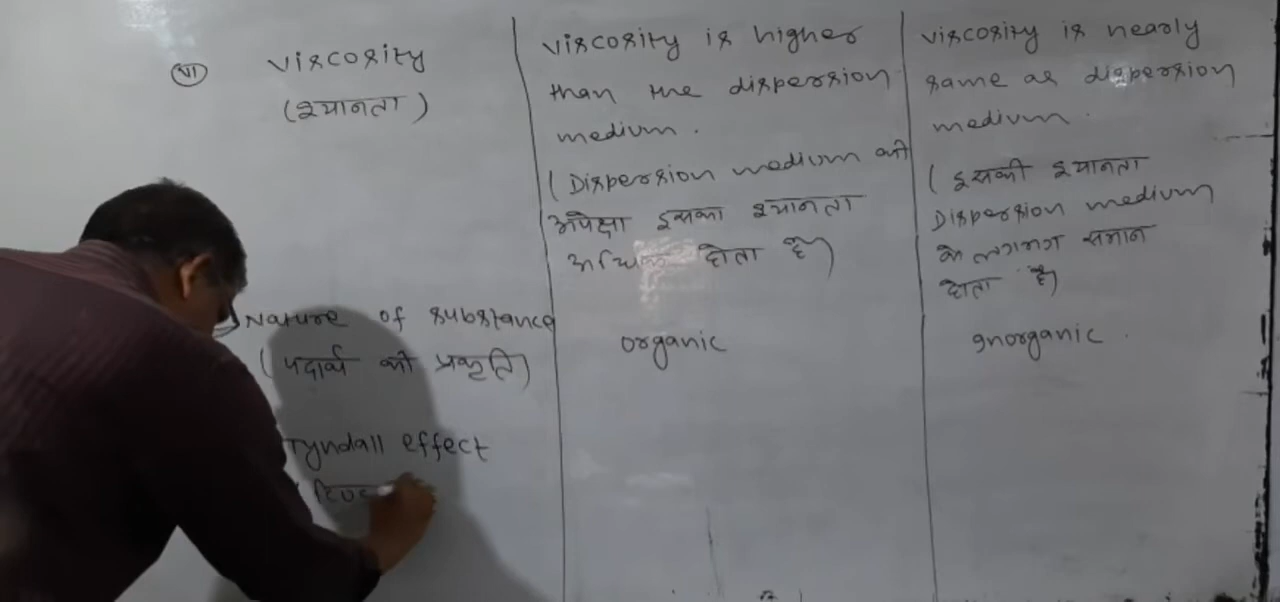 VI
Viscosity
(श्यानता)
Viscosity is higher
than the dispersion
medium.
(Dispersion medium की
अपेक्षा इसका श्यानता
अधिक होता है)
Viscosity is nearly
same as dispersion
medium.
(इसकी श्यानता
Dispersion medium
के लगभग समान
होता है)
Nature of substance
(पदार्थ की प्रकृति)
organic
Inorganic.
Tyndall effect